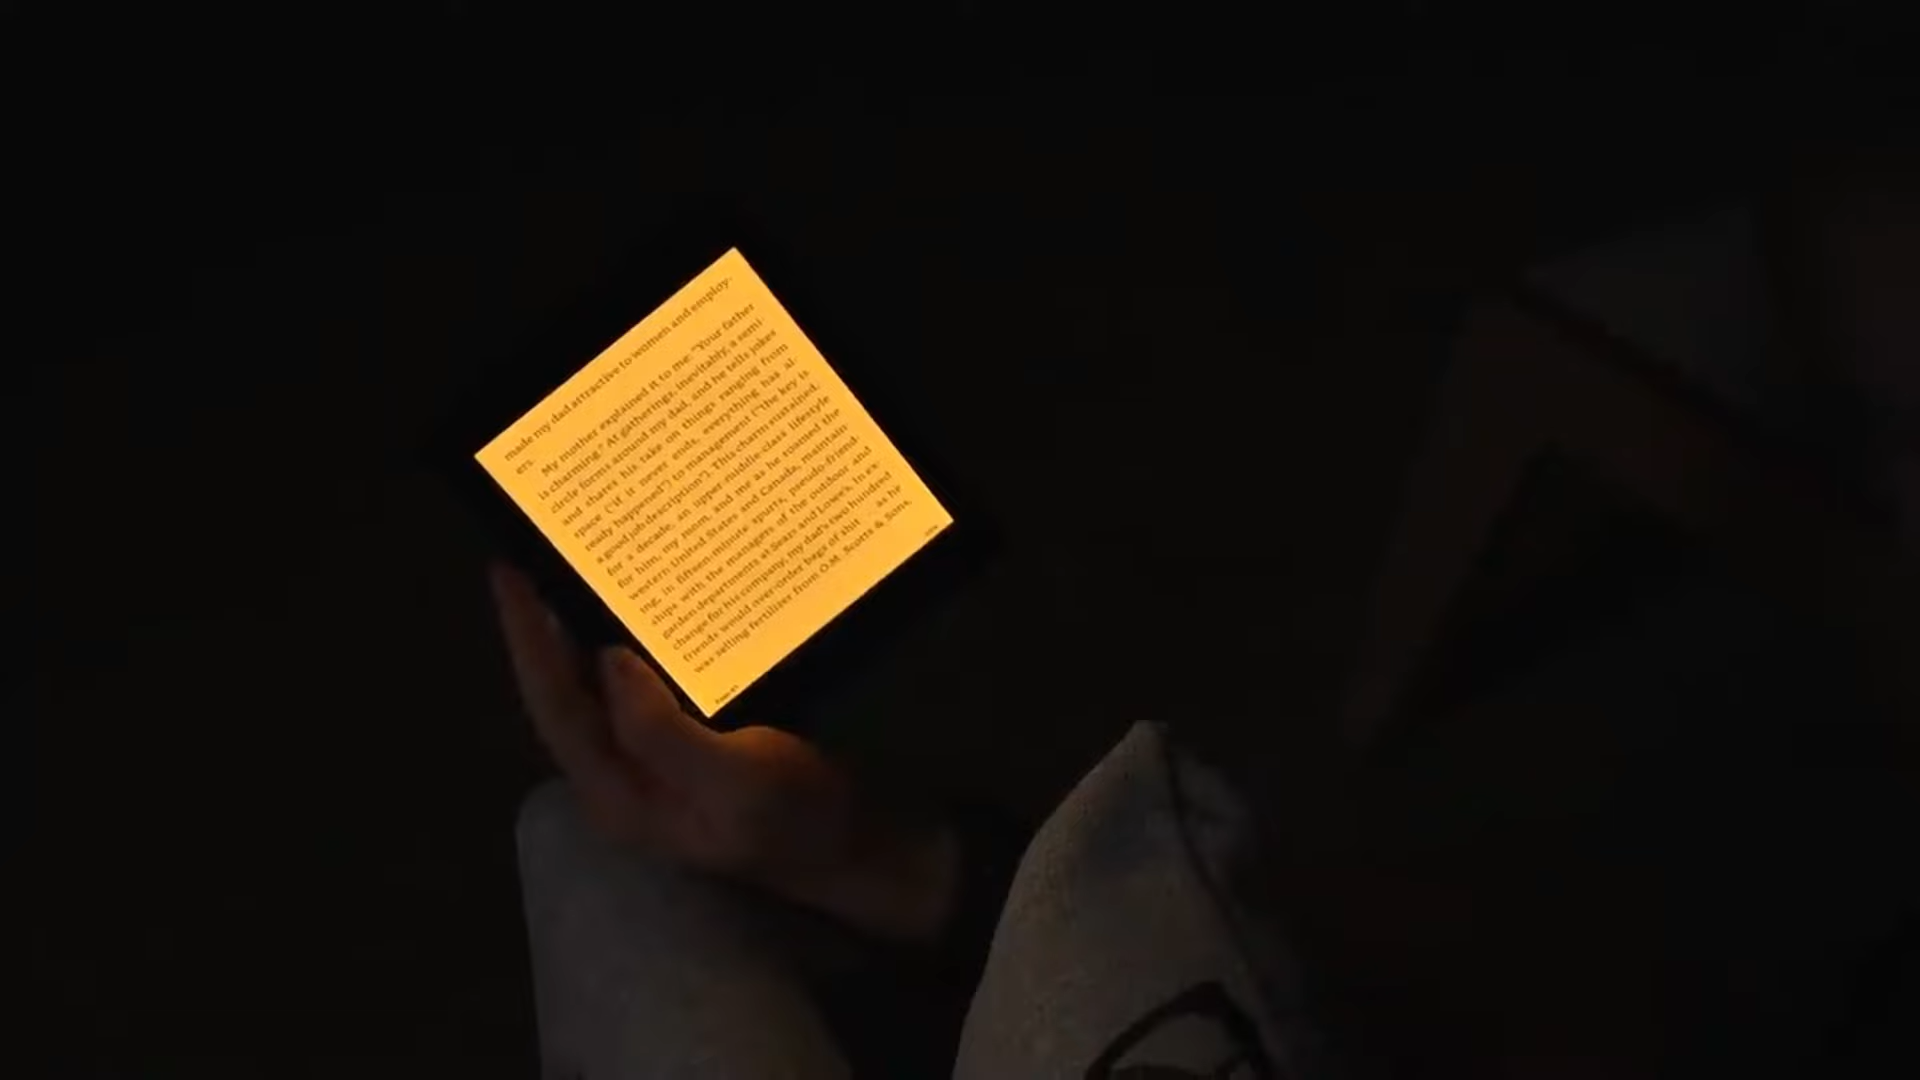 made my dad attractive to women and employ-
ers.
My mother explained it to me: "Your father
is charming." At gatherings, inevitably, a semi-
circle forms around my dad, and he tells jokes
and shares his take on things ranging from
space ("if it never ends, everything has al-
ready happened") to management ("the key is
a good job description"). This charm sustained,
for a decade, an upper-middle-class lifestyle
for him, my mom, and me as he roamed the
western United States and Canada, maintain-
ing, in fifteen-minute spurts, pseudo-friend-
ships with the managers of the outdoor and
garden departments at Sears and Lowe's. In ex-
change for his company, my dad's two hundred
friends would over-order bags of shit . . . as he
was selling fertilizer from O.M. Scotts & Sons,